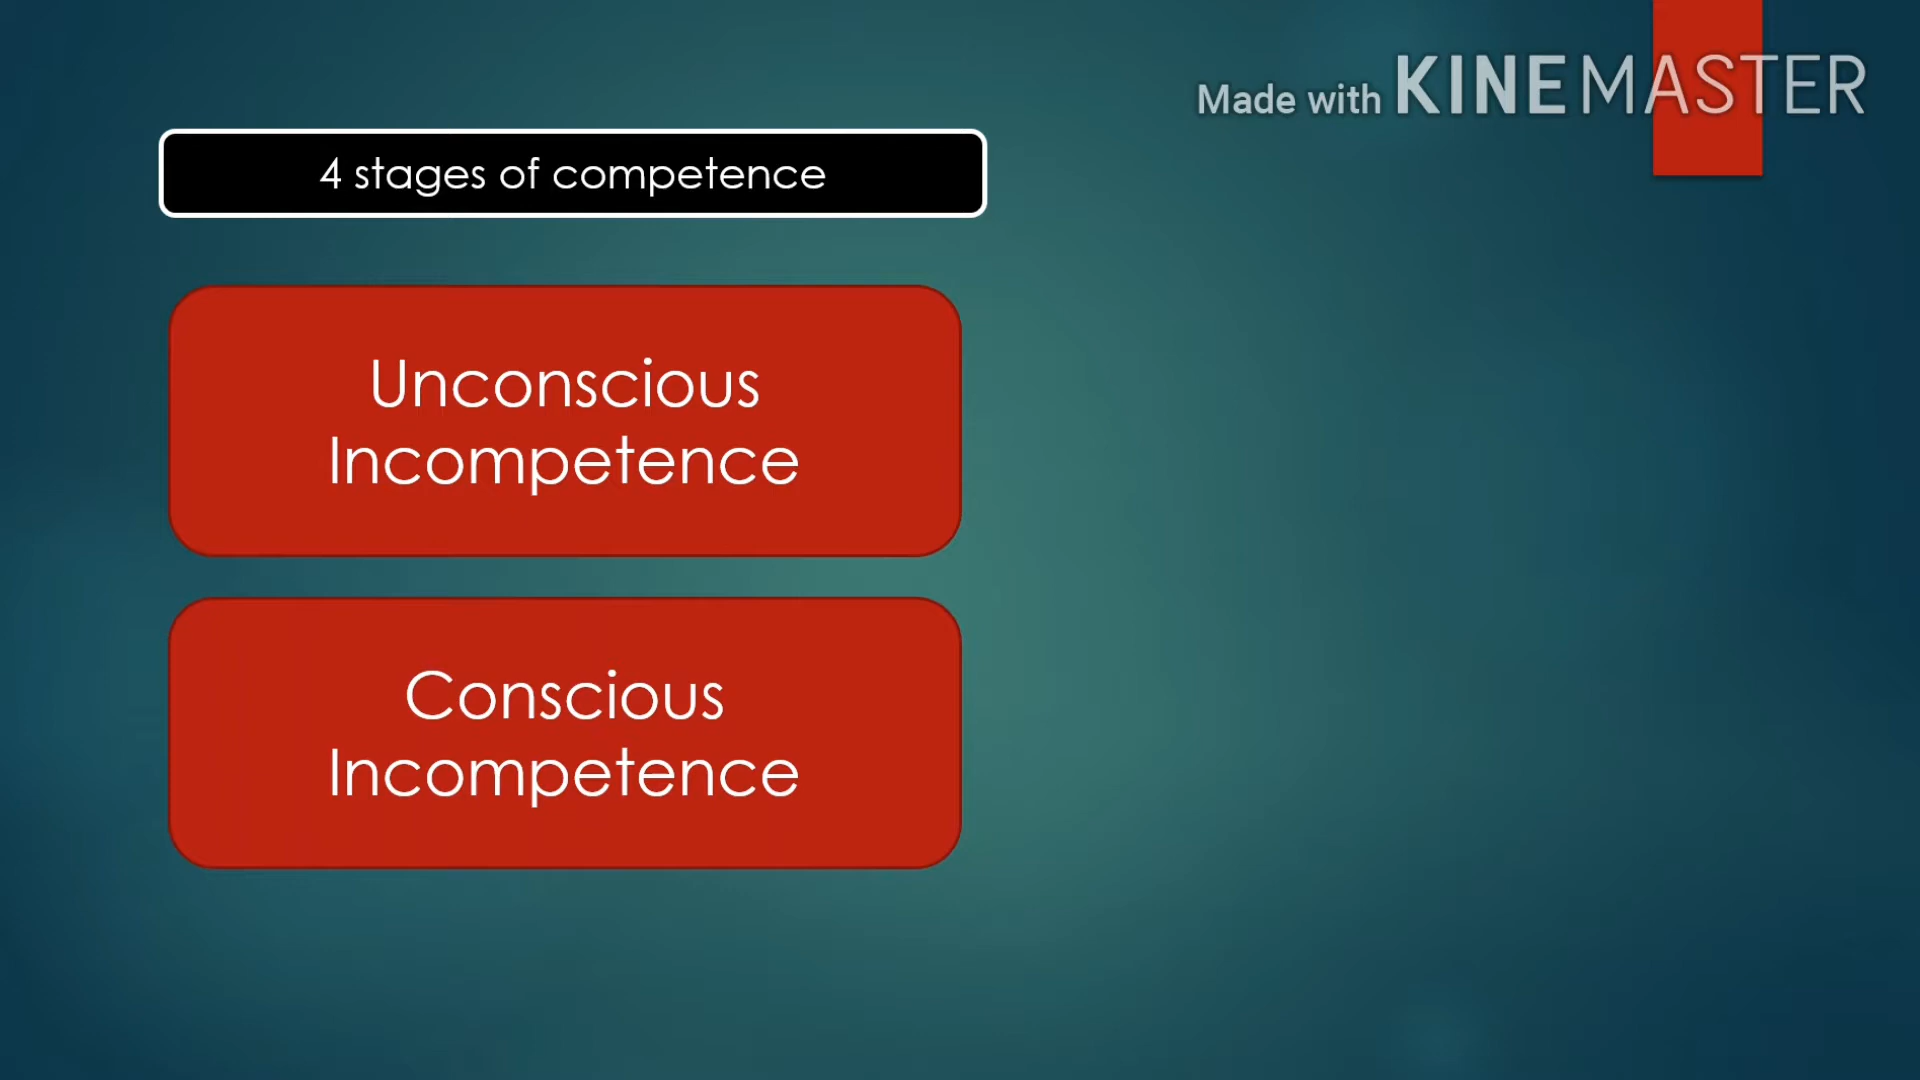 Made with KINEMASTER
4 stages of competence
Unconscious
Incompetence
Conscious
Incompetence